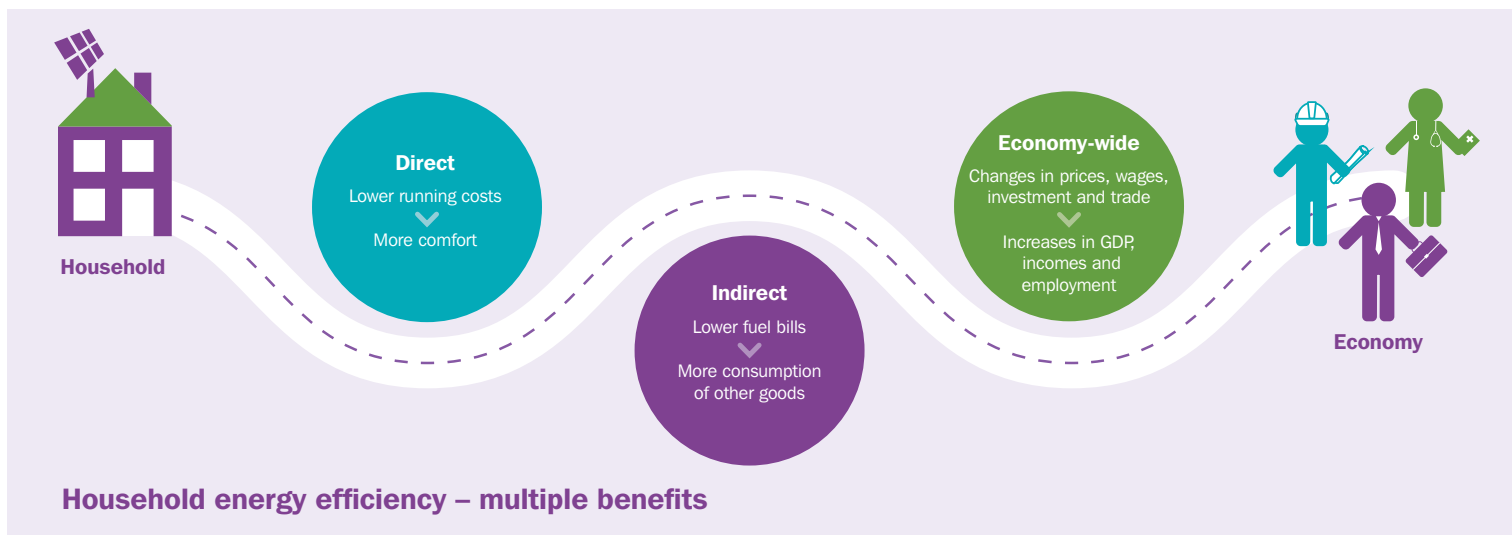 Household
Direct
Lower running costs
More comfort
Indirect
Lower fuel bills
More consumption
of other goods
Economy-wide
Changes in prices, wages,
investment and trade
Increases in GDP,
incomes and
employment
Economy
Household energy efficiency – multiple benefits